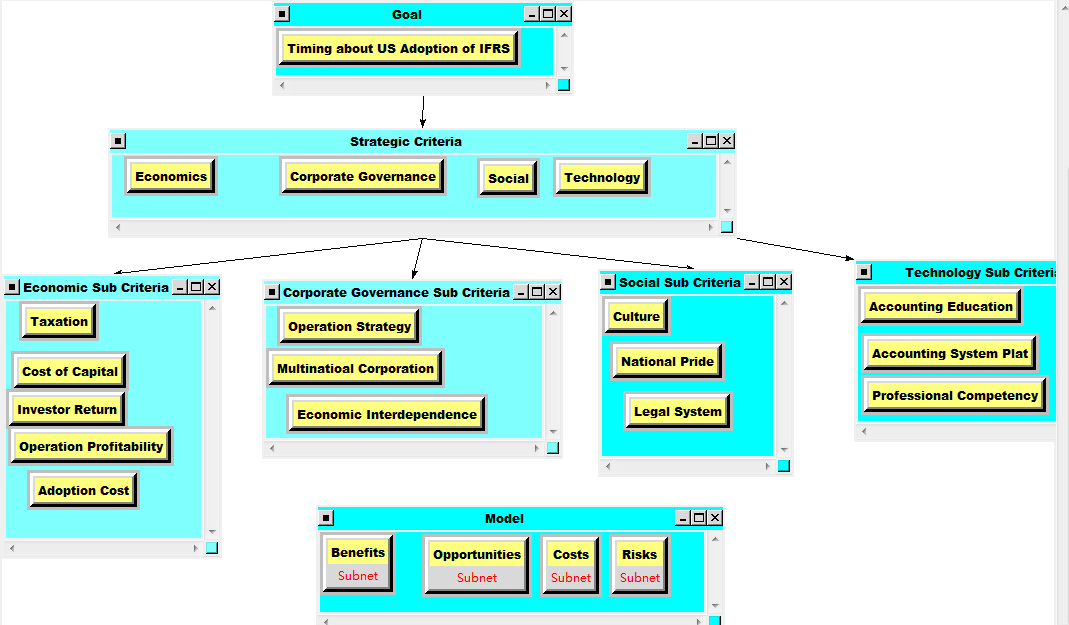 Goal
Timing about US Adoption of IFRS
Strategic Criteria
Economics
Corporate Governance
Social
Technology
Economic Sub Criteria
Taxation
Cost of Capital
Investor Return
Operation Profitability
Adoption Cost
Corporate Governance Sub Criteria
Operation Strategy
Multinatioal Corporation
Economic Interdependence
Social Sub Criteria
Culture
National Pride
Legal System
Technology Sub Criteria
Accounting Education
Accounting System Plat
Professional Competency
Model
Benefits
Subnet
Opportunities
Subnet
Costs
Subnet
Risks
Subnet